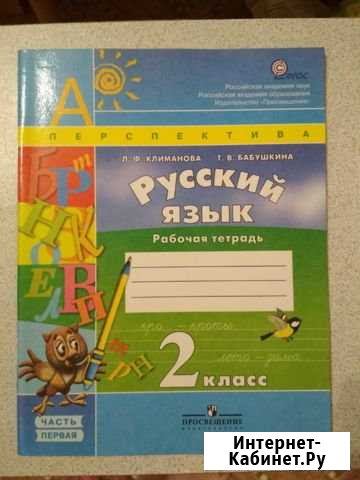 ФГОС
Российская академия наук
Российская академия образования
Издательство «Просвещение»
А
ПЕРСПЕКТИВА
Л. Ф. КЛИМАНОВА Т. В. БАБУШКИНА
Русский
язык
Рабочая тетрадь
2 класс
ЧАСТЬ
ПЕРВАЯ
ПРОСВЕЩЕНИЕ
ИЗДАТЕЛЬСТВО
Интернет-
Кабинет.Ру